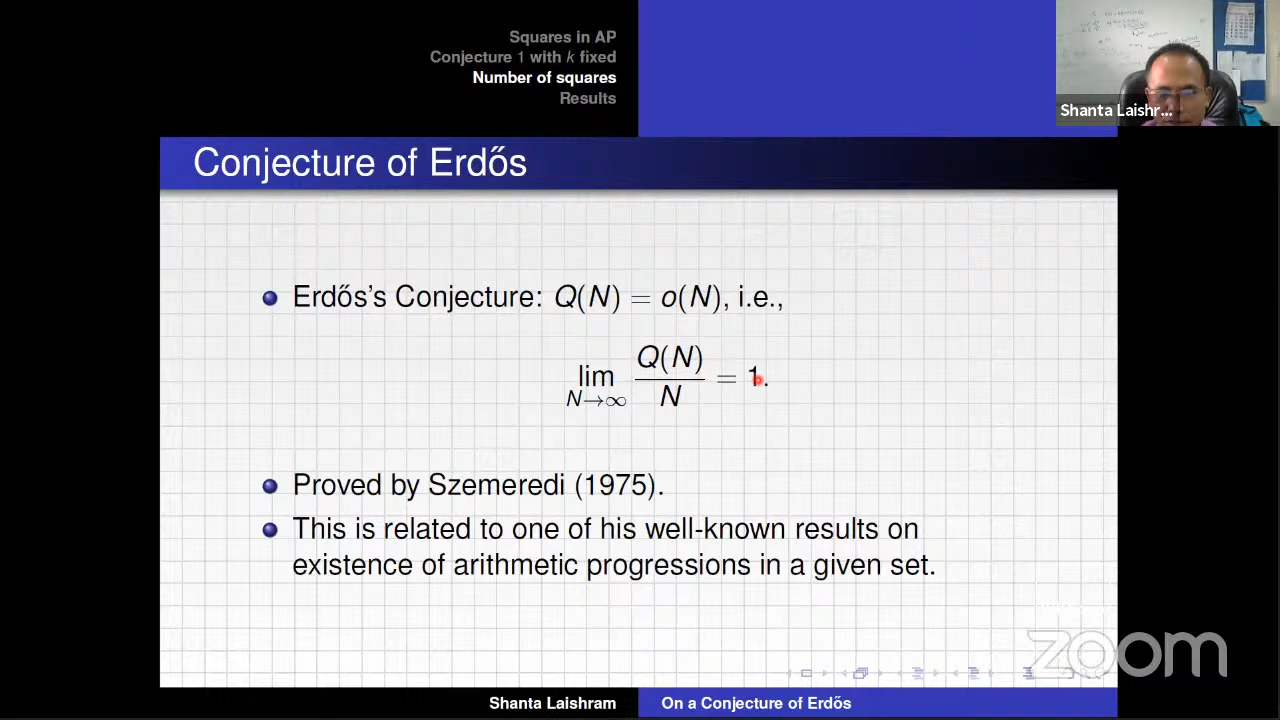 Squares in AP
Conjecture 1 with k fixed
Number of squares
Results
Shanta Laishr...
Conjecture of Erdős
Erdős's Conjecture: Q(N) = o(N), i.e.,
lim N→∞ Q(N)/N = 1.
Proved by Szemeredi (1975).
This is related to one of his well-known results on
existence of arithmetic progressions in a given set.
zoom
Shanta Laishram
On a Conjecture of Erdős